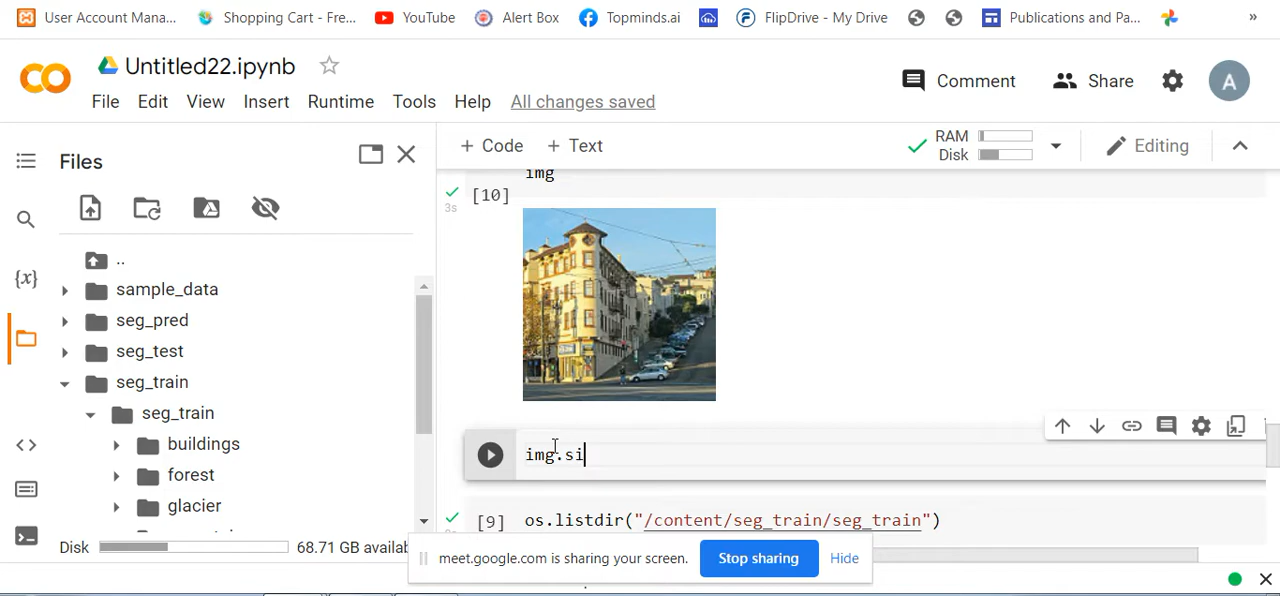 User Account Mana... Shopping Cart - Fre... YouTube Alert Box Topminds.ai FlipDrive - My Drive Publications and Pa... »
Untitled22.ipynb
Comment Share A
File Edit View Insert Runtime Tools Help All changes saved
Files
+ Code + Text
RAM
Disk
Editing
img
[10]
3s
..
sample_data
seg_pred
seg_test
seg_train
seg_train
buildings
forest
glacier
{x}
img.si
[9] os.listdir("/content/seg_train/seg_train")
Disk 68.71 GB availab
meet.google.com is sharing your screen. Stop sharing Hide